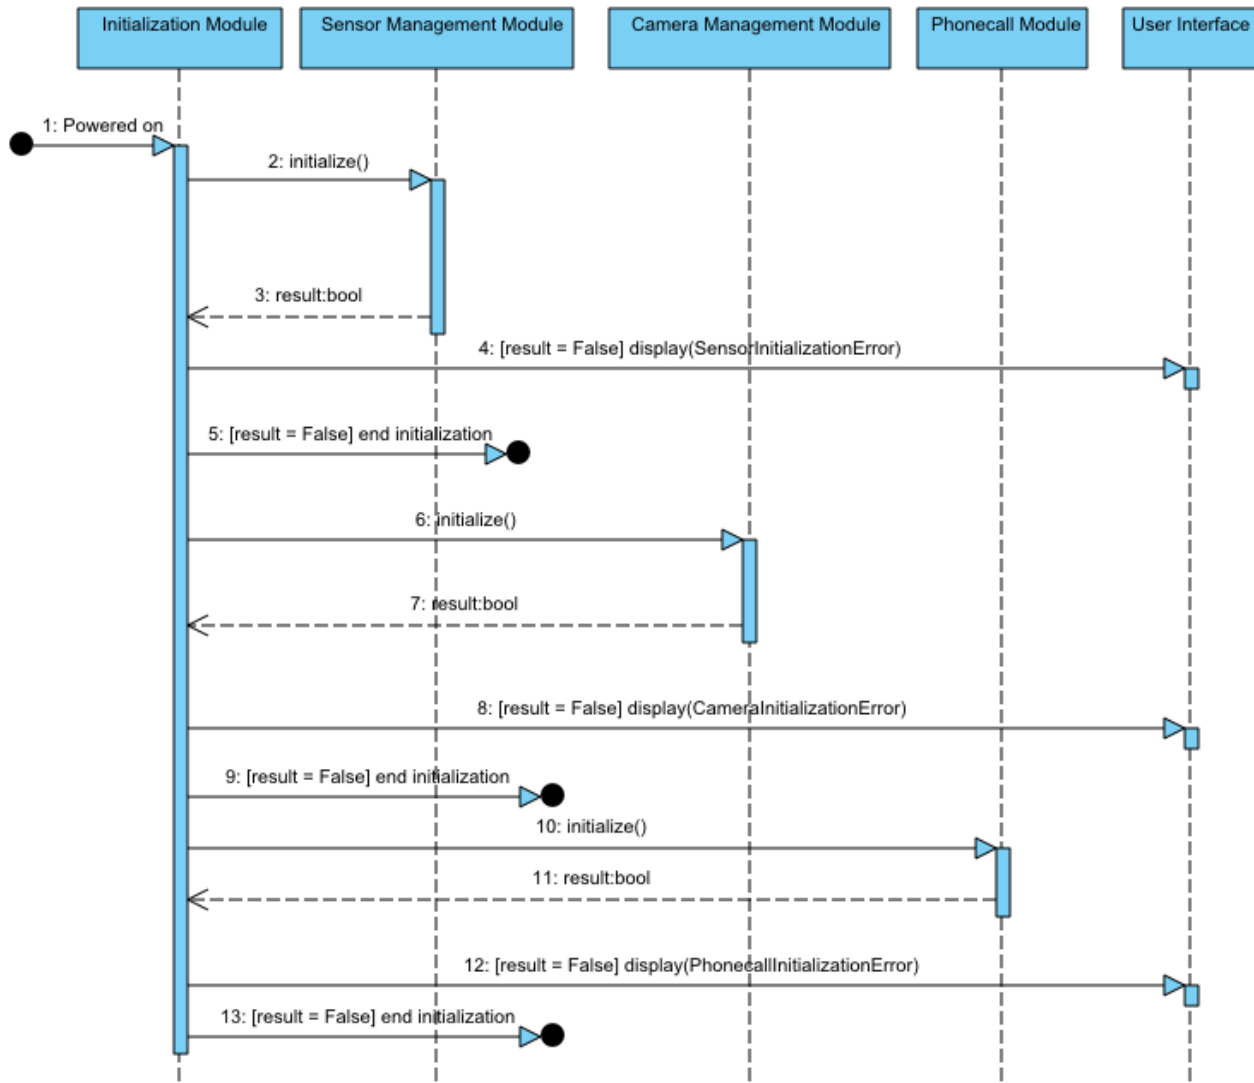 Initialization Module
Sensor Management Module
Camera Management Module
Phonecall Module
User Interface
1: Powered on
2: initialize()
3: result:bool
4: [result = False] display(SensorInitializationError)
5: [result = False] end initialization
6: initialize()
7: result:bool
8: [result = False] display(CameraInitializationError)
9: [result = False] end initialization
10: initialize()
11: result:bool
12: [result = False] display(PhonecallInitializationError)
13: [result = False] end initialization